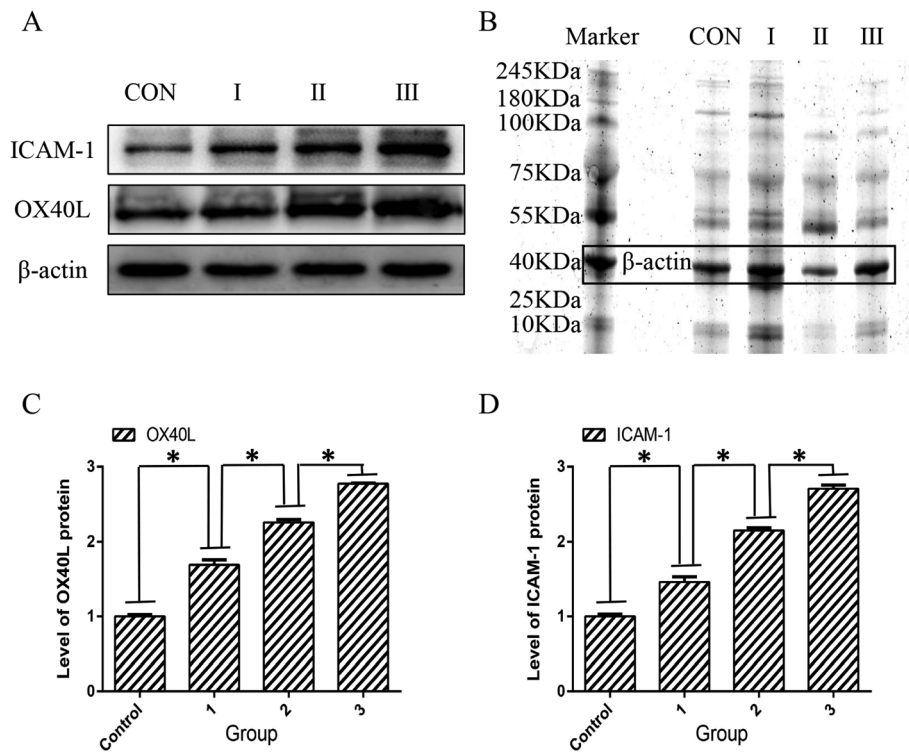 A
CON I II III
ICAM-1
OX40L
β-actin
B
Marker CON I II III
245KDa
180KDa
100KDa
75KDa
55KDa
40KDa β-actin
25KDa
10KDa
C
OX40L
* * *
Level of OX40L protein
3
2
1
0
Control 1 2 3
Group
D
ICAM-1
* * *
Level of ICAM-1 protein
3
2
1
0
Control 1 2 3
Group